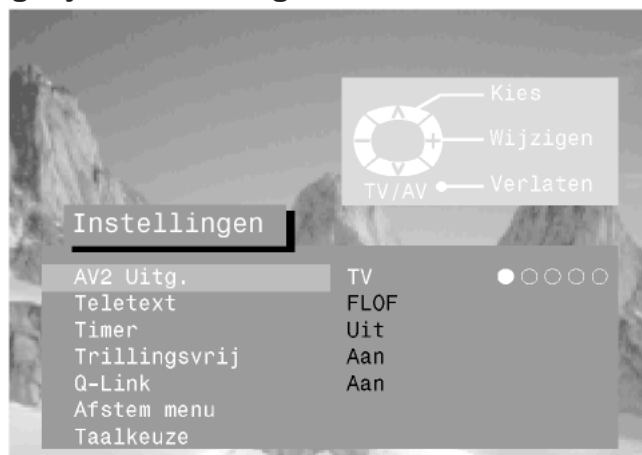 Kies
Wijzigen
TV/AV Verlaten
Instellingen
AV2 Uitg. TV
Teletext FLOF
Timer Uit
Trillingsvrij Aan
Q-Link Aan
Afstem menu
Taalkeuze